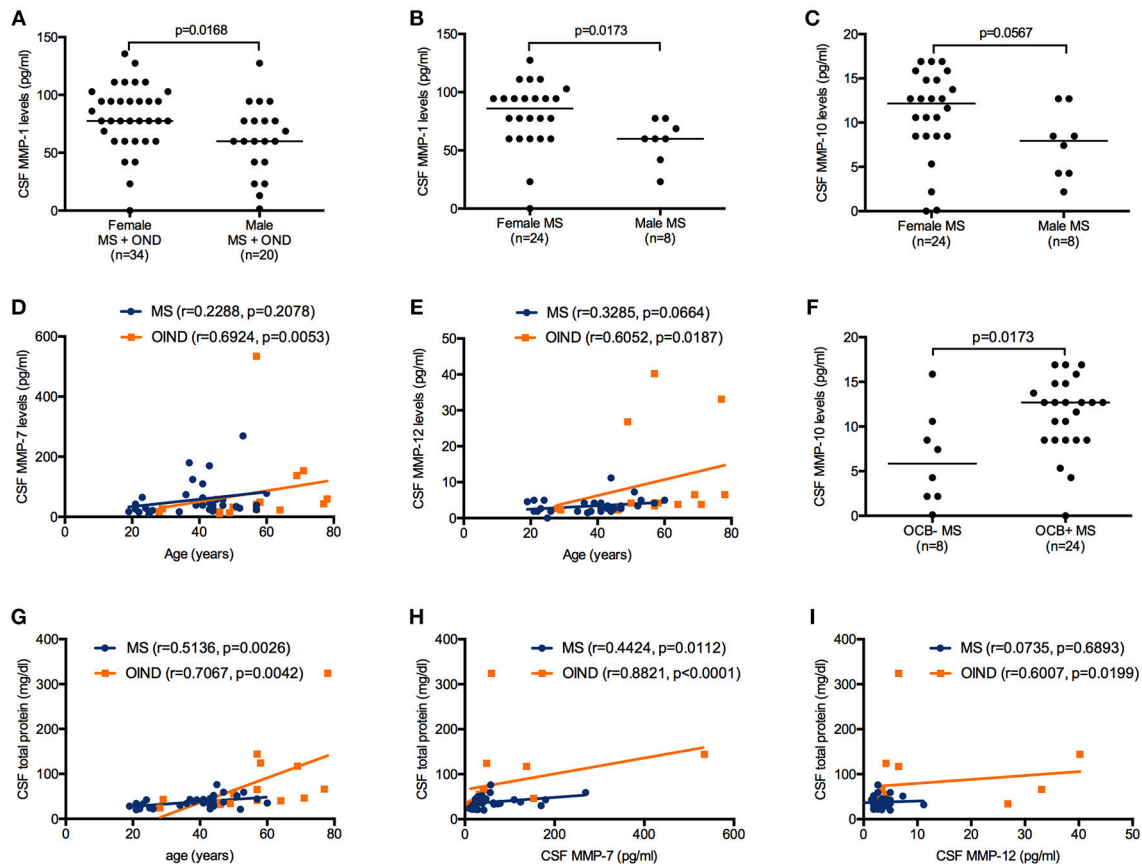 A
B
C
p=0.0168
p=0.0173
p=0.0567
CSF MMP-1 levels (pg/ml)
150
100
50
0
Female
MS + OND
(n=34)
Male
MS + OND
(n=20)
CSF MMP-1 levels (pg/ml)
150
100
50
0
Female MS
(n=24)
Male MS
(n=8)
CSF MMP-10 levels (pg/ml)
20
15
10
5
0
Female MS
(n=24)
Male MS
(n=8)
D
MS (r=0.2288, p=0.2078)
OIND (r=0.6924, p=0.0053)
CSF MMP-7 levels (pg/ml)
600
400
200
0
0 20 40 60 80
Age (years)
E
MS (r=0.3285, p=0.0664)
OIND (r=0.6052, p=0.0187)
CSF MMP-12 levels (pg/ml)
50
40
30
20
10
0
0 20 40 60 80
Age (years)
F
p=0.0173
CSF MMP-10 levels (pg/ml)
20
15
10
5
0
OCB- MS
(n=8)
OCB+ MS
(n=24)
G
MS (r=0.5136, p=0.0026)
OIND (r=0.7067, p=0.0042)
CSF total protein (mg/dl)
400
300
200
100
0
0 20 40 60 80
age (years)
H
MS (r=0.4424, p=0.0112)
OIND (r=0.8821, p<0.0001)
CSF total protein (mg/dl)
400
300
200
100
0
0 200 400 600
CSF MMP-7 (pg/ml)
I
MS (r=0.0735, p=0.6893)
OIND (r=0.6007, p=0.0199)
CSF total protein (mg/dl)
400
300
200
100
0
0 10 20 30 40 50
CSF MMP-12 (pg/ml)